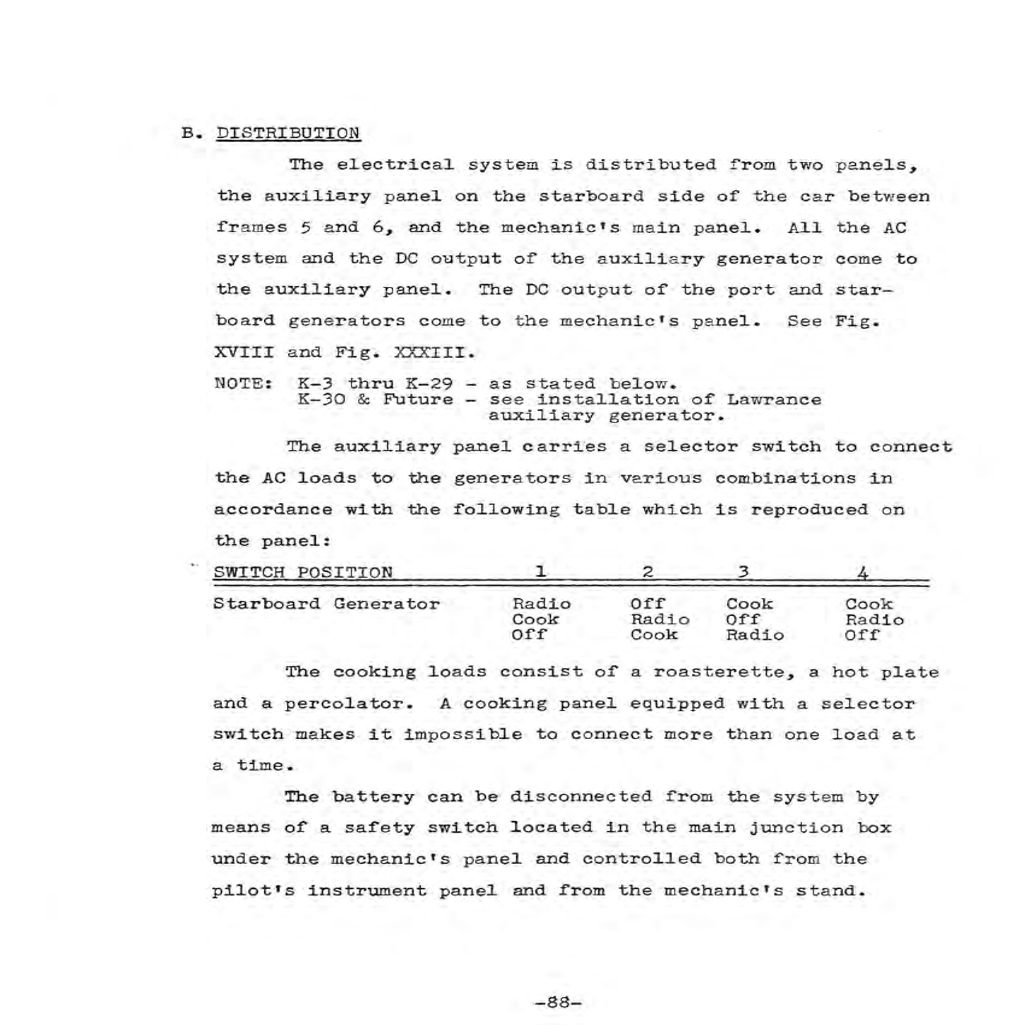 B. DISTRIBUTION
The electrical system is distributed from two panels,
the auxiliary panel on the starboard side of the car between
frames 5 and 6, and the mechanic's main panel. All the AC
system and the DC output of the auxiliary generator come to
the auxiliary panel. The DC output of the port and star-
board generators come to the mechanic's panel. See Fig.
XVIII and Fig. XXXIII.
NOTE: K-3 thru K-29 - as stated below.
K-30 & Future - see installation of Lawrance
auxiliary generator.
The auxiliary panel carries a selector switch to connect
the AC loads to the generators in various combinations in
accordance with the following table which is reproduced on
the panel:
SWITCH POSITION 1 2 3 4
Starboard Generator Radio Off Cook Cook
Cook Radio Off Radio
Off Cook Radio Off
The cooking loads consist of a roasterette, a hot plate
and a percolator. A cooking panel equipped with a selector
switch makes it impossible to connect more than one load at
a time.
The battery can be disconnected from the system by
means of a safety switch located in the main junction box
under the mechanic's panel and controlled both from the
pilot's instrument panel and from the mechanic's stand.
-88-